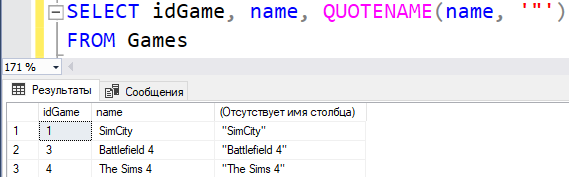 SELECT idGame, name, QUOTENAME(name, '"')
FROM Games
171 %
Результаты Сообщения
idGame name (Отсутствует имя столбца)
1 1 SimCity "SimCity"
2 3 Battlefield 4 "Battlefield 4"
3 4 The Sims 4 "The Sims 4"